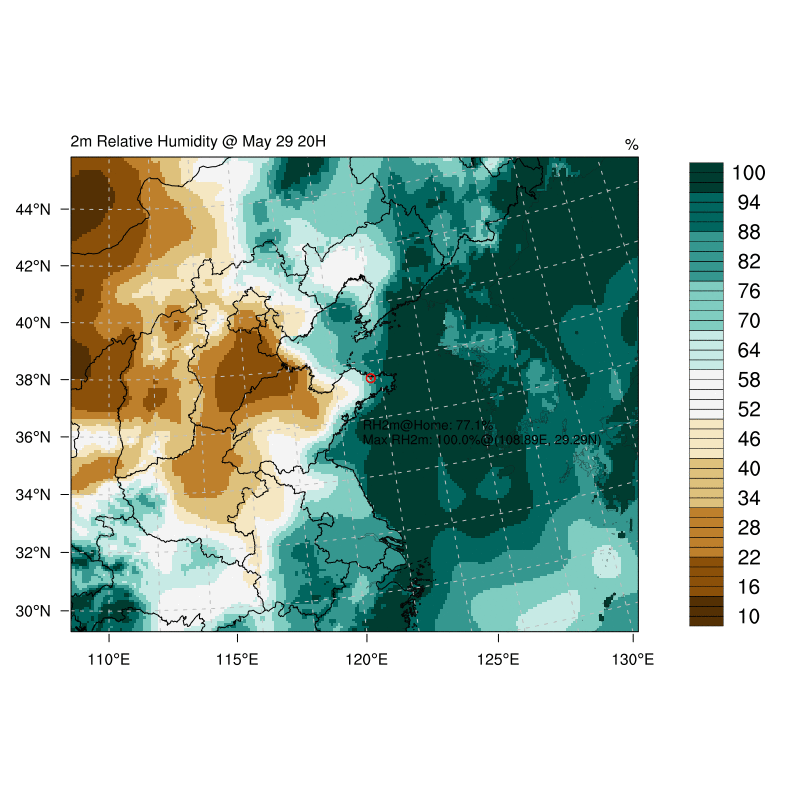 2m Relative Humidity @ May 29 20H
%
100
94
88
82
76
70
64
58
52
46
40
34
28
22
16
10
44°N
42°N
40°N
38°N
36°N
34°N
32°N
30°N
RH2m@Home: 77.1%
Max RH2m: 100.0%@(108.89E, 29.29N)
110°E 115°E 120°E 125°E 130°E